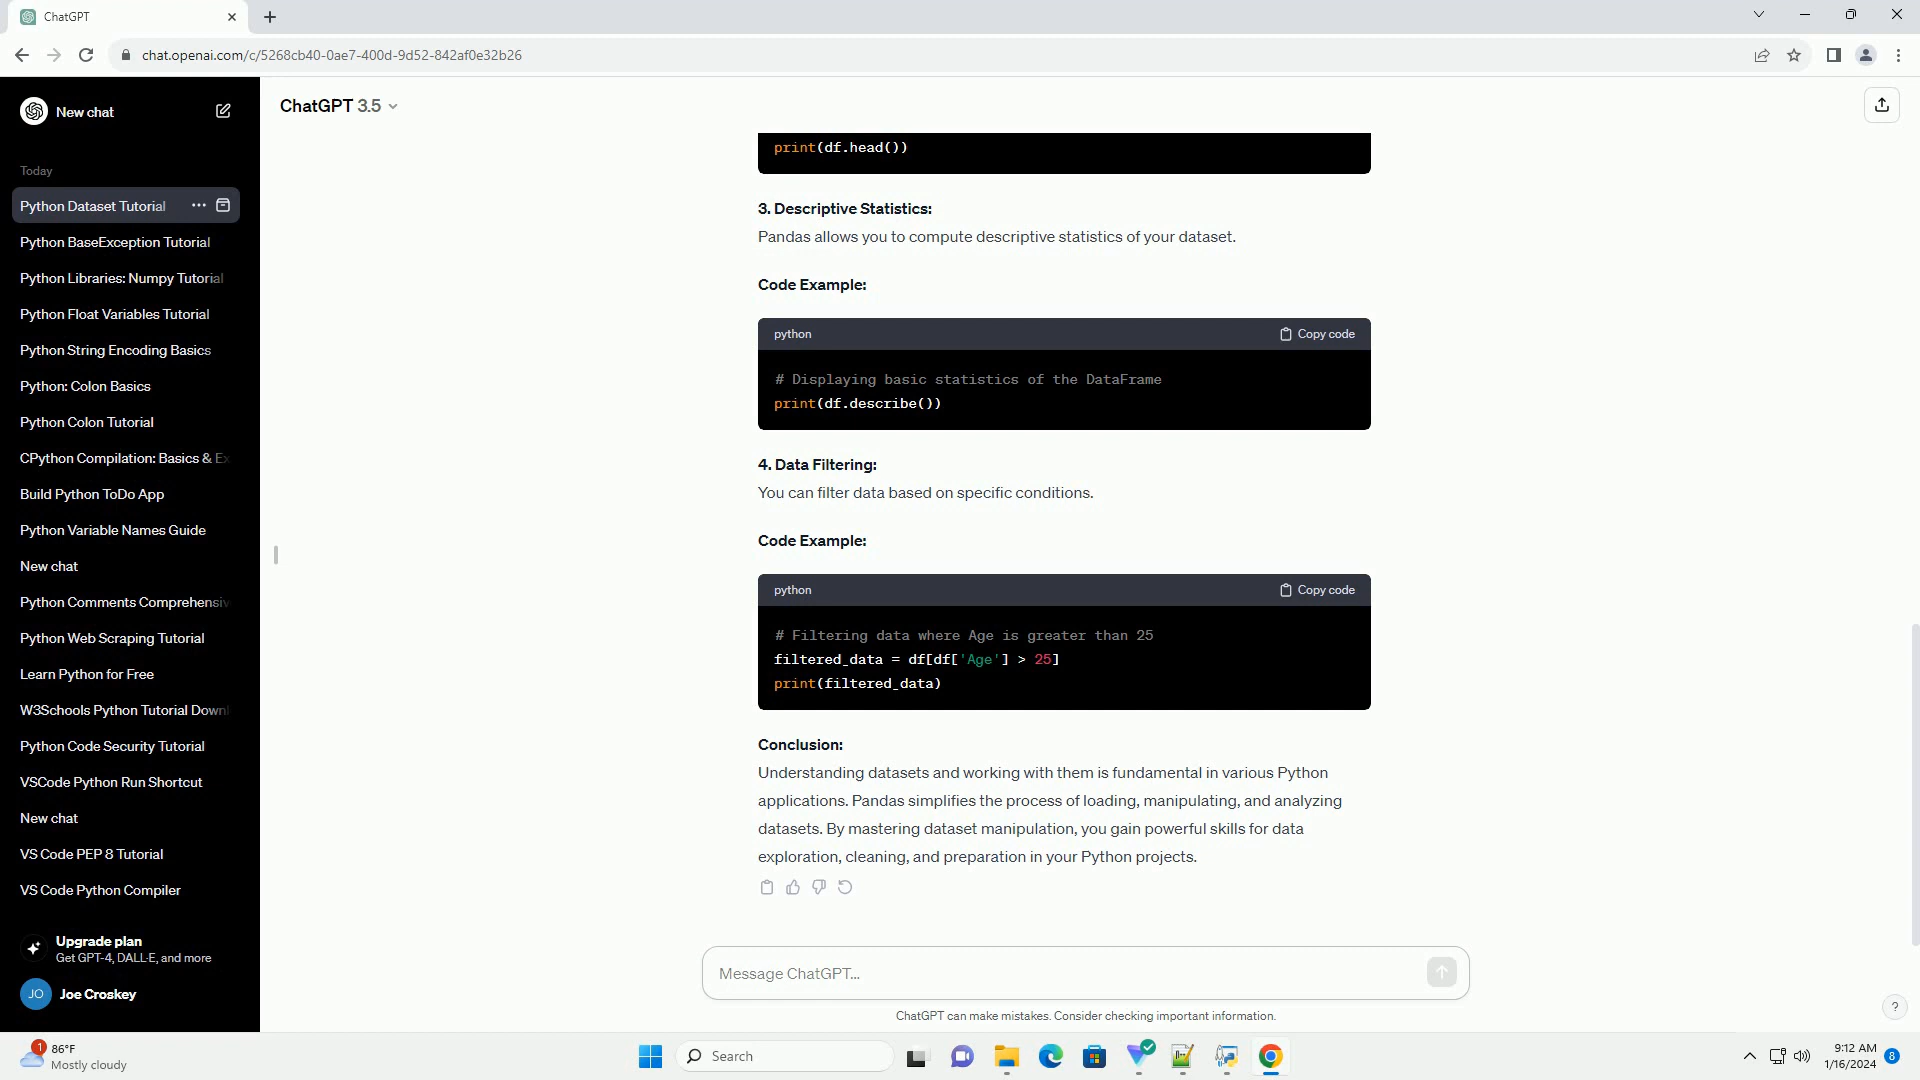 ChatGPT
chat.openai.com/c/5268cb40-0ae7-400d-9d52-842af0e32b26
New chat
ChatGPT 3.5
Today
Python Dataset Tutorial
Python BaseException Tutorial
Python Libraries: Numpy Tutorial
Python Float Variables Tutorial
Python String Encoding Basics
Python: Colon Basics
Python Colon Tutorial
CPython Compilation: Basics & Ex
Build Python ToDo App
Python Variable Names Guide
New chat
Python Comments Comprehensiv
Python Web Scraping Tutorial
Learn Python for Free
W3Schools Python Tutorial Downl
Python Code Security Tutorial
VSCode Python Run Shortcut
New chat
VS Code PEP 8 Tutorial
VS Code Python Compiler
Upgrade plan
Get GPT-4, DALL·E, and more
JO Joe Croskey
print(df.head())
3. Descriptive Statistics:
Pandas allows you to compute descriptive statistics of your dataset.
Code Example:
python Copy code
# Displaying basic statistics of the DataFrame
print(df.describe())
4. Data Filtering:
You can filter data based on specific conditions.
Code Example:
python Copy code
# Filtering data where Age is greater than 25
filtered_data = df[df['Age'] > 25]
print(filtered_data)
Conclusion:
Understanding datasets and working with them is fundamental in various Python
applications. Pandas simplifies the process of loading, manipulating, and analyzing
datasets. By mastering dataset manipulation, you gain powerful skills for data
exploration, cleaning, and preparation in your Python projects.
Message ChatGPT...
ChatGPT can make mistakes. Consider checking important information.
?
1
86°F
Mostly cloudy
Search
9:12 AM
1/16/2024
8